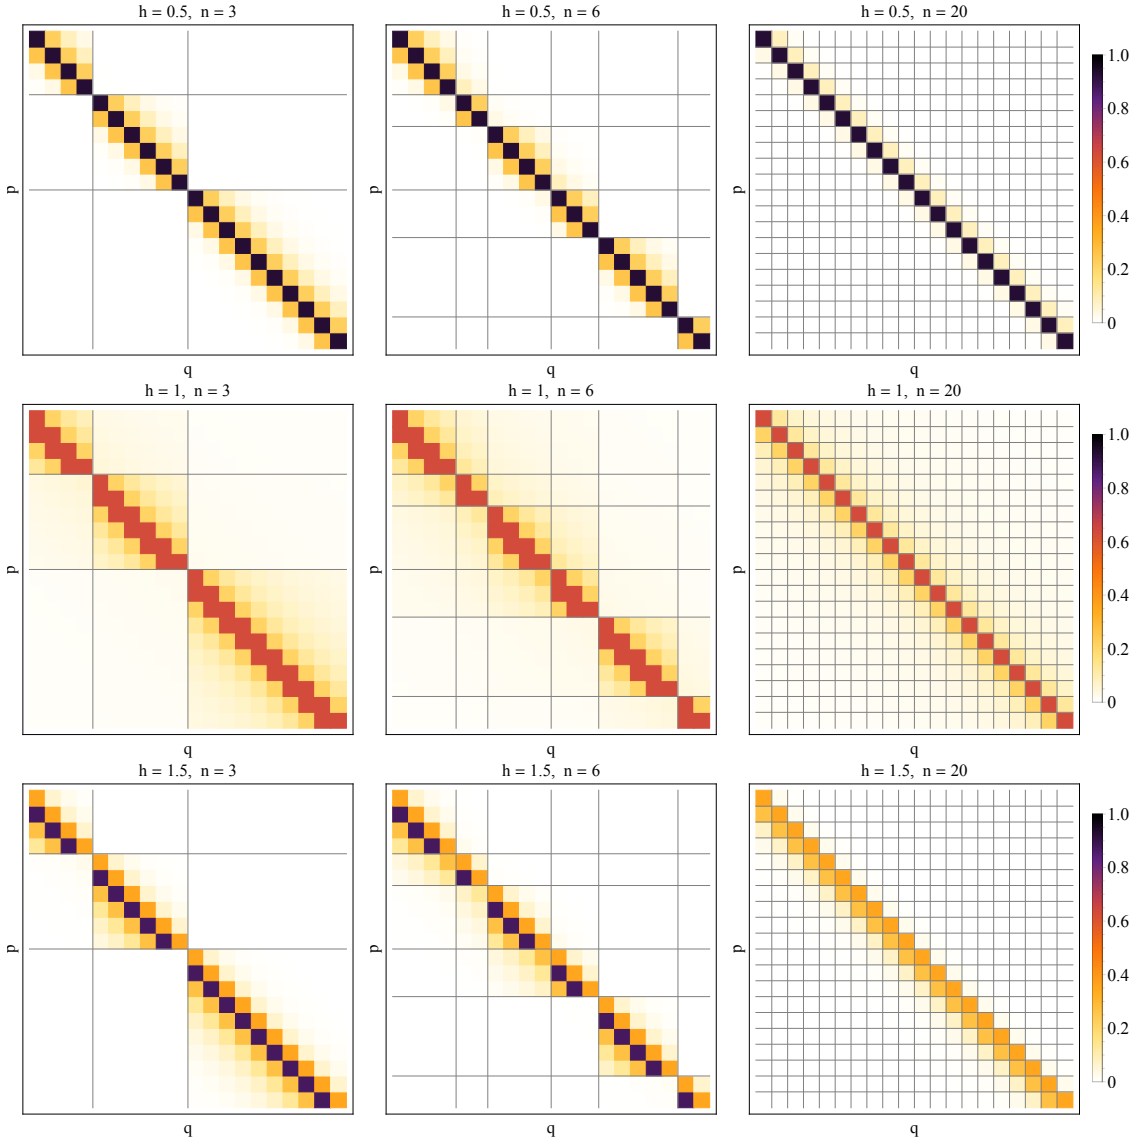 h = 0.5, n = 3
h = 0.5, n = 6
h = 0.5, n = 20
p
p
p
q
q
q
1.0
0.8
0.6
0.4
0.2
0
h = 1, n = 3
h = 1, n = 6
h = 1, n = 20
p
p
p
q
q
q
1.0
0.8
0.6
0.4
0.2
0
h = 1.5, n = 3
h = 1.5, n = 6
h = 1.5, n = 20
p
p
p
q
q
q
1.0
0.8
0.6
0.4
0.2
0